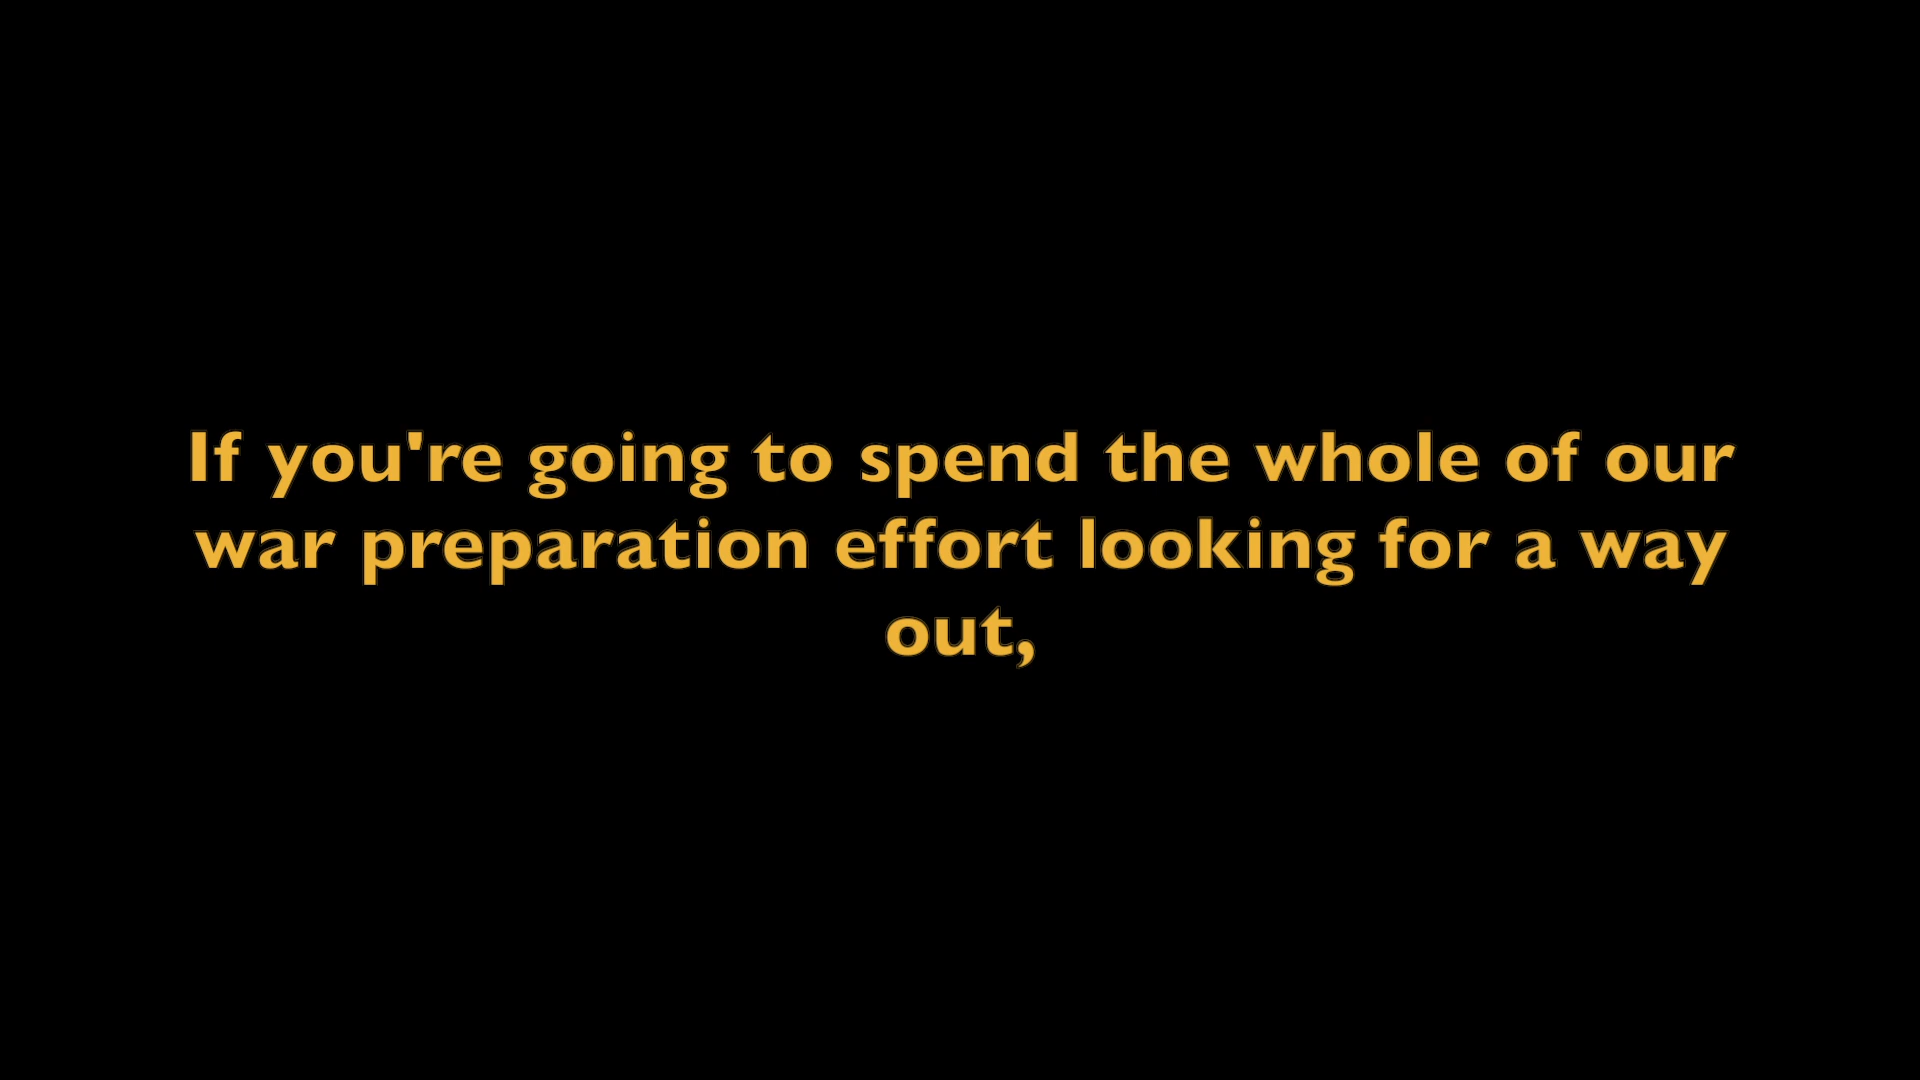 If you're going to spend the whole of our
war preparation effort looking for a way
out,